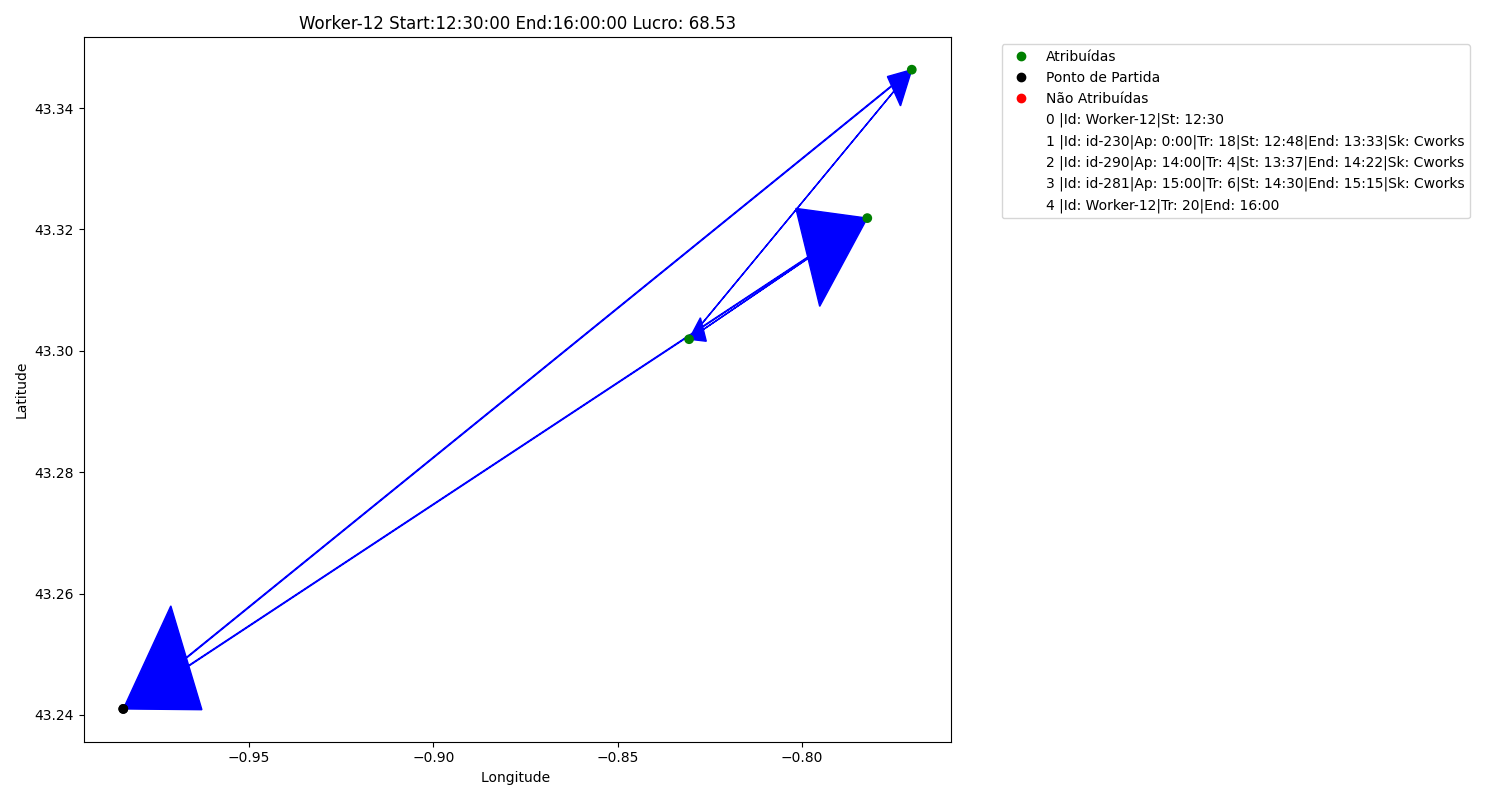 Worker-12 Start:12:30:00 End:16:00:00 Lucro: 68.53
43.34
43.32
43.30
43.28
43.26
43.24
Latitude
−0.95
−0.90
−0.85
−0.80
Longitude
Atribuídas
Ponto de Partida
Não Atribuídas
0 |Id: Worker-12|St: 12:30
1 |Id: id-230|Ap: 0:00|Tr: 18|St: 12:48|End: 13:33|Sk: Cworks
2 |Id: id-290|Ap: 14:00|Tr: 4|St: 13:37|End: 14:22|Sk: Cworks
3 |Id: id-281|Ap: 15:00|Tr: 6|St: 14:30|End: 15:15|Sk: Cworks
4 |Id: Worker-12|Tr: 20|End: 16:00